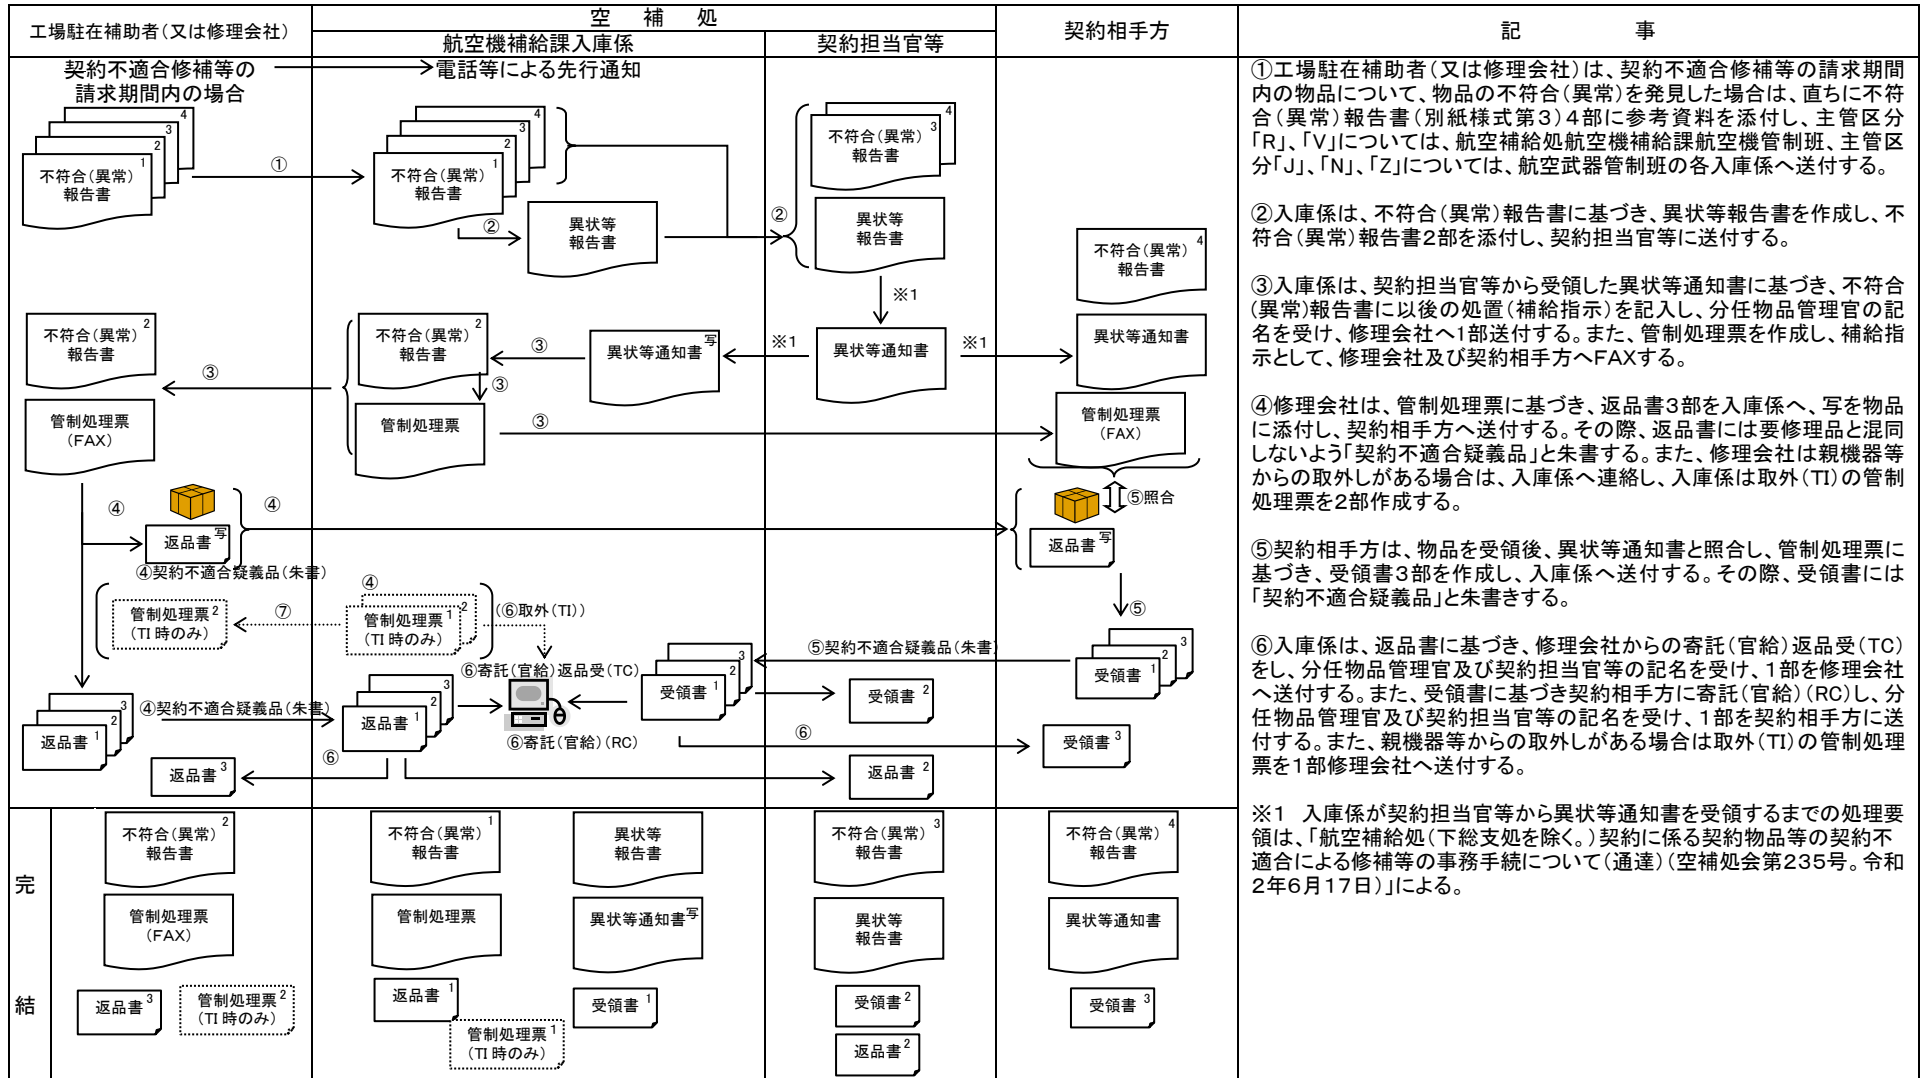 工場駐在補助者(又は修理会社)
空　補　処
航空機補給課入庫係
契約担当官等
契約相手方
記　事
契約不適合修補等の
請求期間内の場合
電話等による先行通知
4
3
2
不符合(異常)1
報告書
①
4
3
2
不符合(異常)1
報告書
②
異状等
報告書
②
4
不符合(異常)3
報告書
異状等
報告書
※1
不符合(異常)4
報告書
不符合(異常)2
報告書
③
管制処理票
(FAX)
不符合(異常)2
報告書
③
③
管制処理票
③
異状等通知書写
※1
異状等通知書
※1
異状等通知書
管制処理票
(FAX)
④
返品書写
④
④契約不適合疑義品(朱書)
⑤照合
返品書写
⑤
管制処理票2
(TI時のみ)
⑦
④
2
管制処理票1
(TI時のみ)
(⑥取外(TI))
⑥寄託(官給)返品受(TC)
⑥寄託(官給)(RC)
3
2
受領書1
⑤契約不適合疑義品(朱書)
3
2
受領書1
受領書2
⑥
受領書3
3
2
返品書1
④契約不適合疑義品(朱書)
3
2
返品書1
⑥
返品書3
返品書2
完
結
不符合(異常)2
報告書
管制処理票
(FAX)
返品書3
管制処理票2
(TI時のみ)
不符合(異常)1
報告書
異状等
報告書
管制処理票
異状等通知書写
返品書1
受領書1
管制処理票1
(TI時のみ)
不符合(異常)3
報告書
異状等
報告書
受領書2
返品書2
不符合(異常)4
報告書
異状等通知書
受領書3
①工場駐在補助者(又は修理会社)は、契約不適合修補等の請求期間
内の物品について、物品の不符合(異常)を発見した場合は、直ちに不符
合(異常)報告書(別紙様式第3)4部に参考資料を添付し、主管区分
「R」、「V」については、航空補給処航空機補給課航空機管制班、主管区
分「J」、「N」、「Z」については、航空武器管制班の各入庫係へ送付する。
②入庫係は、不符合(異常)報告書に基づき、異状等報告書を作成し、不
符合(異常)報告書2部を添付し、契約担当官等に送付する。
③入庫係は、契約担当官等から受領した異状等通知書に基づき、不符合
(異常)報告書に以後の処置(補給指示)を記入し、分任物品管理官の記
名を受け、修理会社へ1部送付する。また、管制処理票を作成し、補給指
示として、修理会社及び契約相手方へFAXする。
④修理会社は、管制処理票に基づき、返品書3部を入庫係へ、写を物品
に添付し、契約相手方へ送付する。その際、返品書には要修理品と混同
しないよう「契約不適合疑義品」と朱書する。また、修理会社は親機器等
からの取外しがある場合は、入庫係へ連絡し、入庫係は取外(TI)の管制
処理票を2部作成する。
⑤契約相手方は、物品を受領後、異状等通知書と照合し、管制処理票に
基づき、受領書3部を作成し、入庫係へ送付する。その際、受領書には
「契約不適合疑義品」と朱書きする。
⑥入庫係は、返品書に基づき、修理会社からの寄託(官給)返品受(TC)
をし、分任物品管理官及び契約担当官等の記名を受け、1部を修理会社
へ送付する。また、受領書に基づき契約相手方に寄託(官給)(RC)し、分
任物品管理官及び契約担当官等の記名を受け、1部を契約相手方に送
付する。また、親機器等からの取外しがある場合は取外(TI)の管制処理
票を1部修理会社へ送付する。
※1　入庫係が契約担当官等から異状等通知書を受領するまでの処理要
領は、「航空補給処(下総支処を除く。)契約に係る契約物品等の契約不
適合による修補等の事務手続について(通達)(空補処会第235号。令和
2年6月17日)」による。